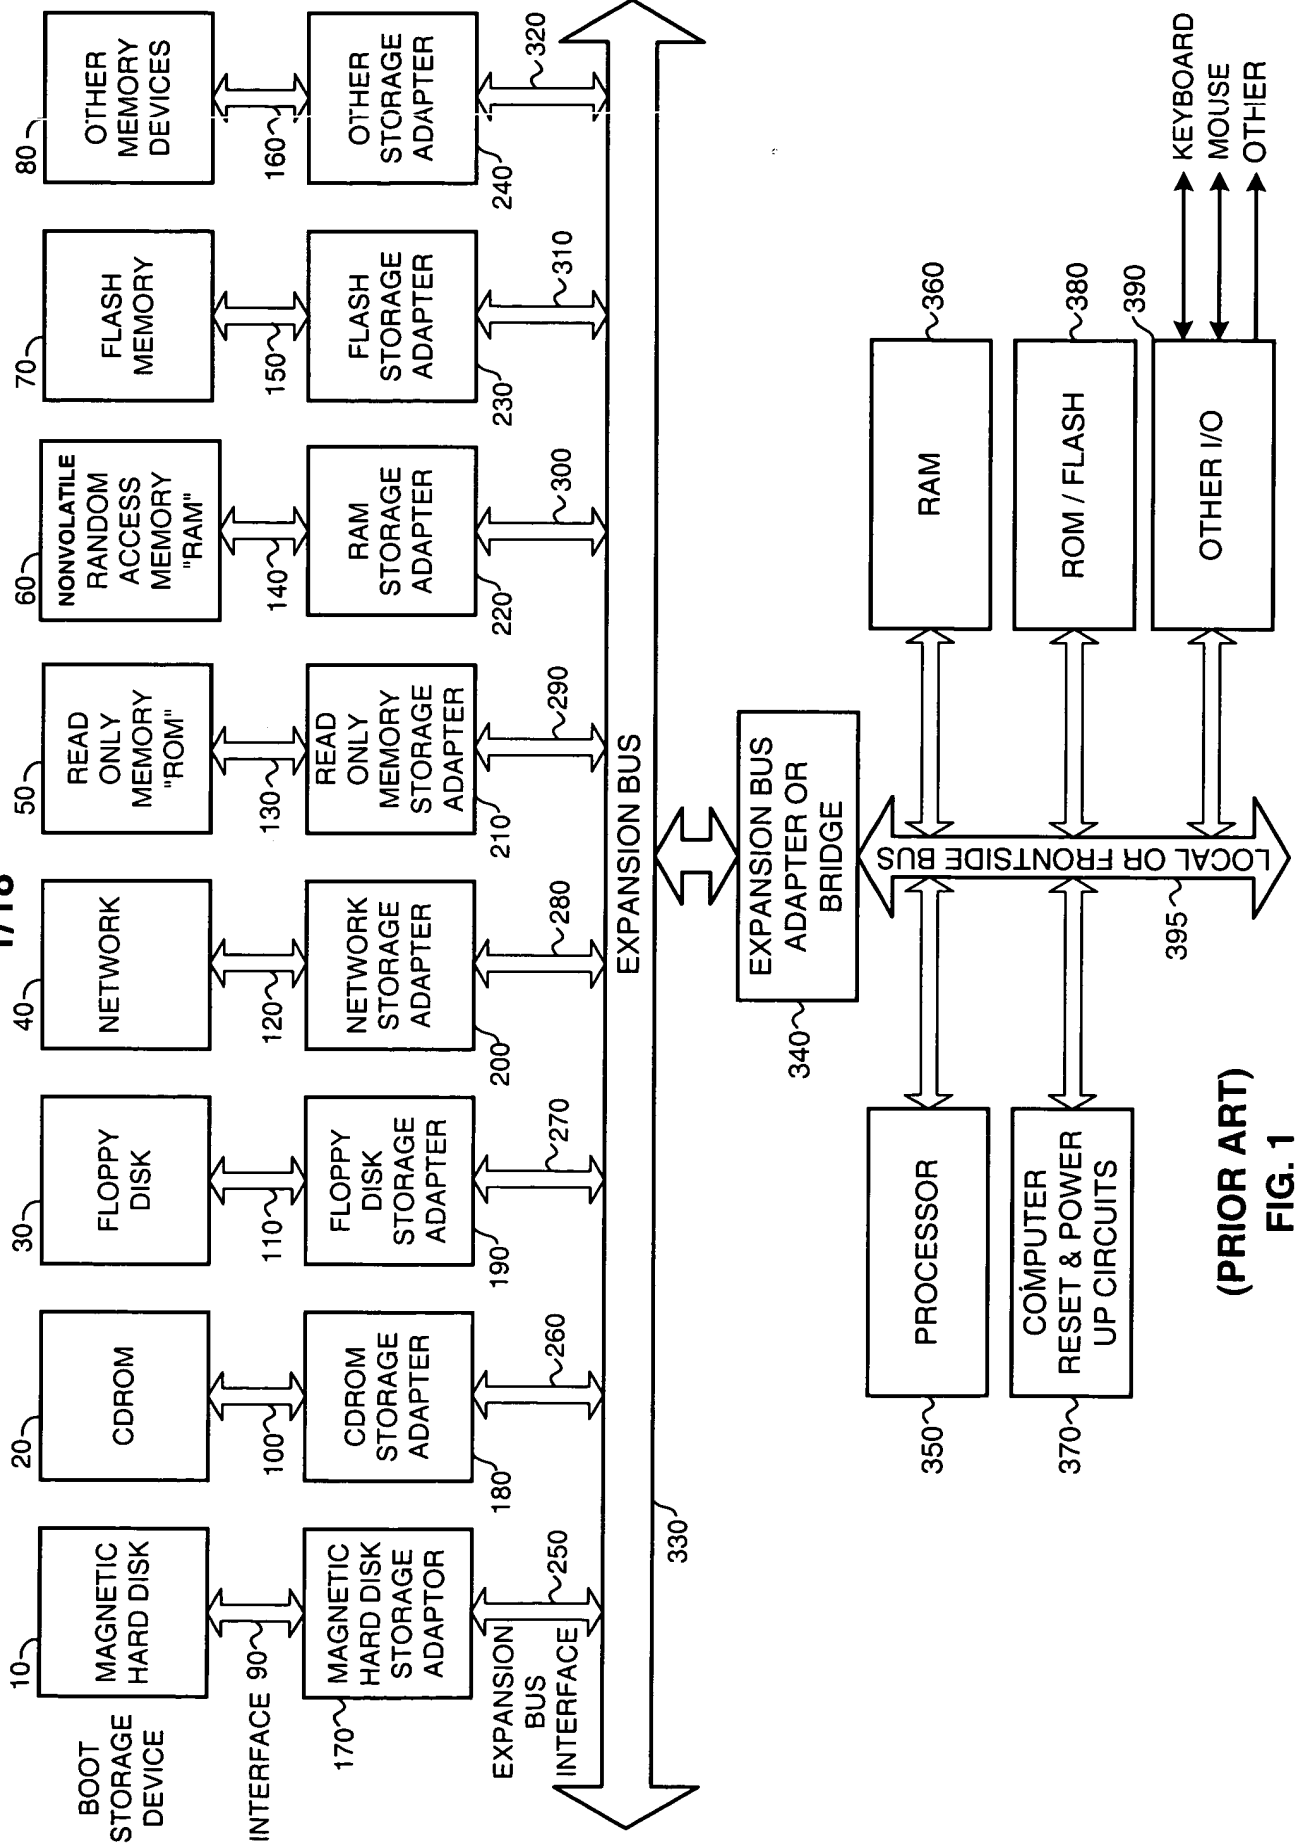 1/18
BOOT
STORAGE
DEVICE
10
MAGNETIC
HARD DISK
20
CDROM
30
FLOPPY
DISK
40
NETWORK
50
READ
ONLY
MEMORY
"ROM"
60
NONVOLATILE
RANDOM
ACCESS
MEMORY
"RAM"
70
FLASH
MEMORY
80
OTHER
MEMORY
DEVICES
INTERFACE 90
100
110
120
130
140
150
160
170
MAGNETIC
HARD DISK
STORAGE
ADAPTOR
180
CDROM
STORAGE
ADAPTER
190
FLOPPY
DISK
STORAGE
ADAPTER
200
NETWORK
STORAGE
ADAPTER
210
READ
ONLY
MEMORY
STORAGE
ADAPTER
220
RAM
STORAGE
ADAPTER
230
FLASH
STORAGE
ADAPTER
240
OTHER
STORAGE
ADAPTER
EXPANSION
BUS
INTERFACE
250
260
270
280
290
300
310
320
EXPANSION BUS
330
340
EXPANSION BUS
ADAPTER OR
BRIDGE
350
PROCESSOR
RAM
360
LOCAL OR FRONTSIDE BUS
395
370
COMPUTER
RESET & POWER
UP CIRCUITS
ROM / FLASH
380
390
OTHER I/O
KEYBOARD
MOUSE
OTHER
(PRIOR ART)
FIG. 1